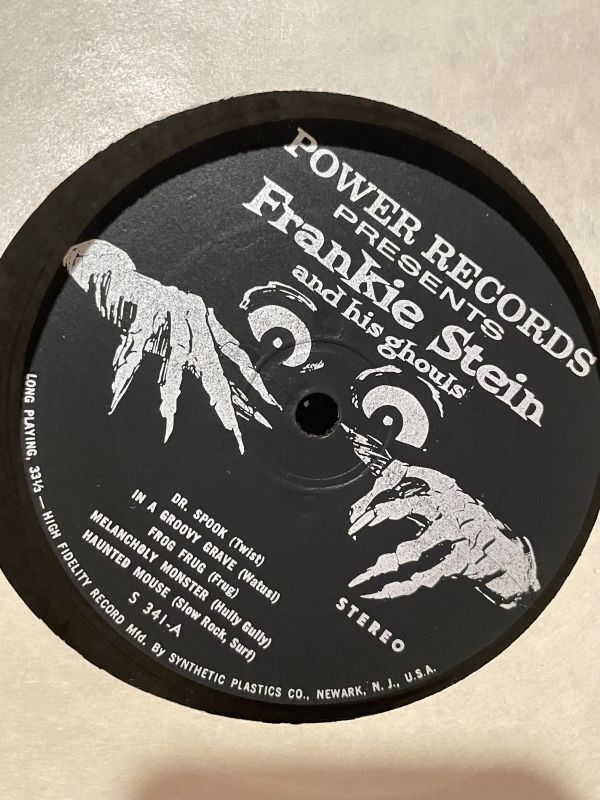 POWER RECORDS
PRESENTS
Frankie Stein
and his ghouls
DR. SPOOK (Twist)
IN A GROOVY GRAVE (Watusi)
FROG FRUG (Frug)
MELANCHOLY MONSTER (Hully Gully)
HAUNTED MOUSE (Slow Rock, Surf)
S 341-A
STEREO
LONG PLAYING, 33⅓ — HIGH FIDELITY RECORD Mfd. By SYNTHETIC PLASTICS CO., NEWARK, N. J., U.S.A.